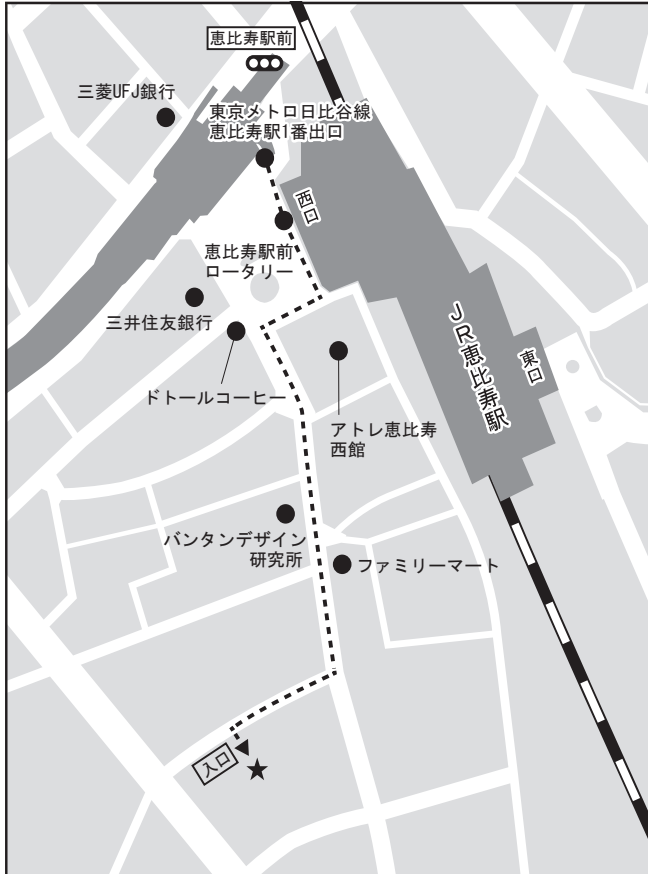 恵比寿駅前
三菱UFJ銀行
東京メトロ日比谷線
恵比寿駅1番出口
西口
恵比寿駅前
ロータリー
三井住友銀行
JR恵比寿駅
東口
ドトールコーヒー
アトレ恵比寿
西館
バンタンデザイン
研究所
ファミリーマート
入口